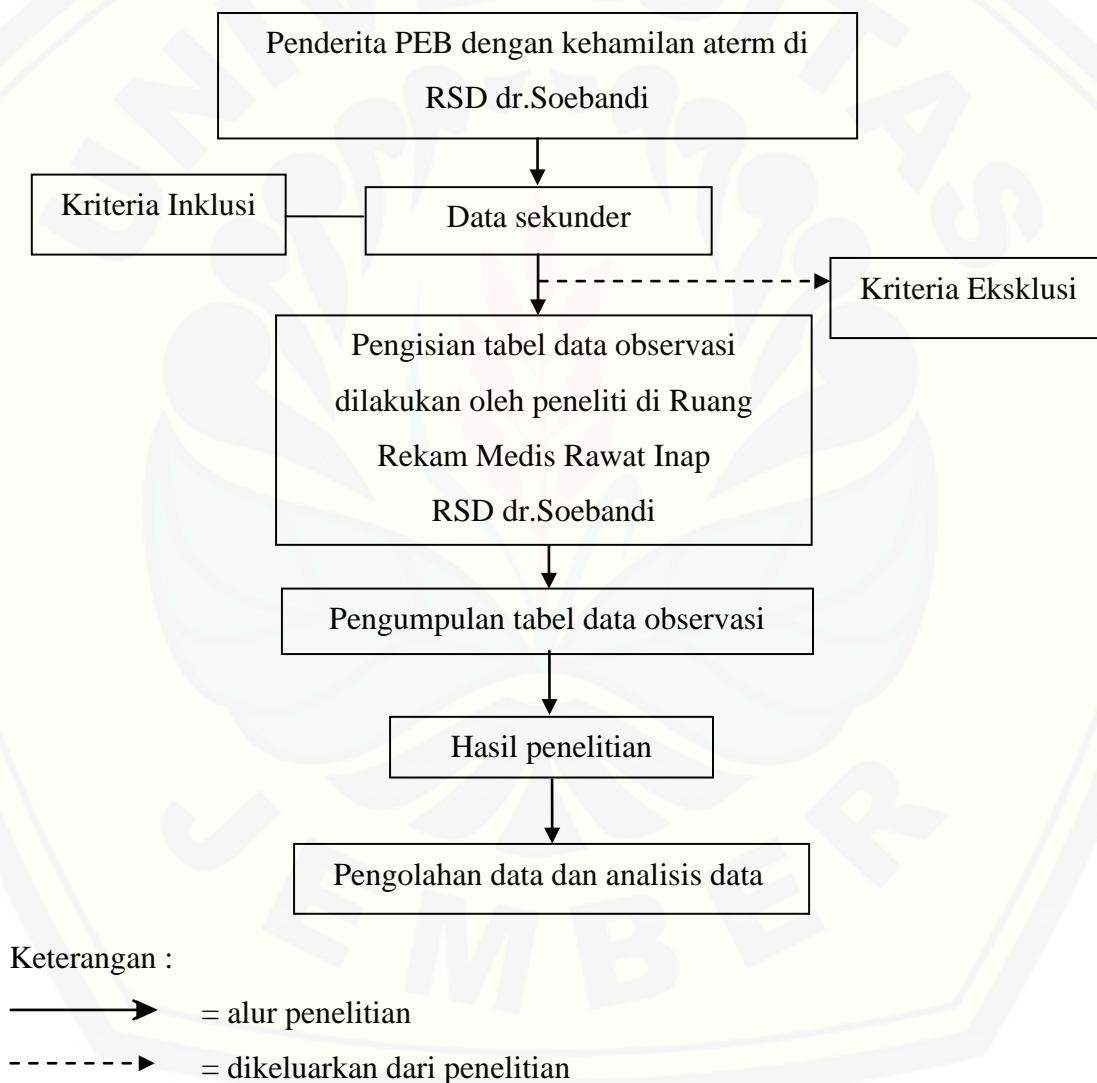 Penderita PEB dengan kehamilan aterm di
RSD dr.Soebandi
Kriteria Inklusi
Data sekunder
Kriteria Eksklusi
Pengisian tabel data observasi
dilakukan oleh peneliti di Ruang
Rekam Medis Rawat Inap
RSD dr.Soebandi
Pengumpulan tabel data observasi
Hasil penelitian
Pengolahan data dan analisis data
Keterangan :
= alur penelitian
= dikeluarkan dari penelitian
JEMBER